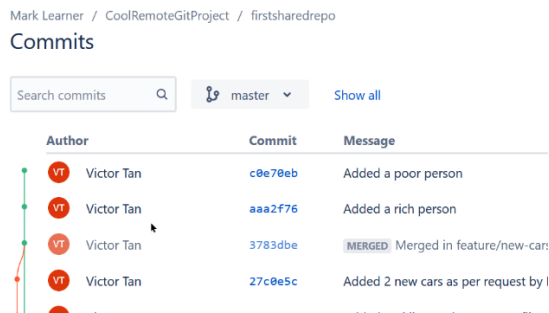 Mark Learner / CoolRemoteGitProject / firstsharedrepo
Commits
Search commits master Show all
Author Commit Message
VT Victor Tan c0e70eb Added a poor person
VT Victor Tan aaa2f76 Added a rich person
VT Victor Tan 3783dbe MERGED Merged in feature/new-cars
VT Victor Tan 27c0e5c Added 2 new cars as per request by